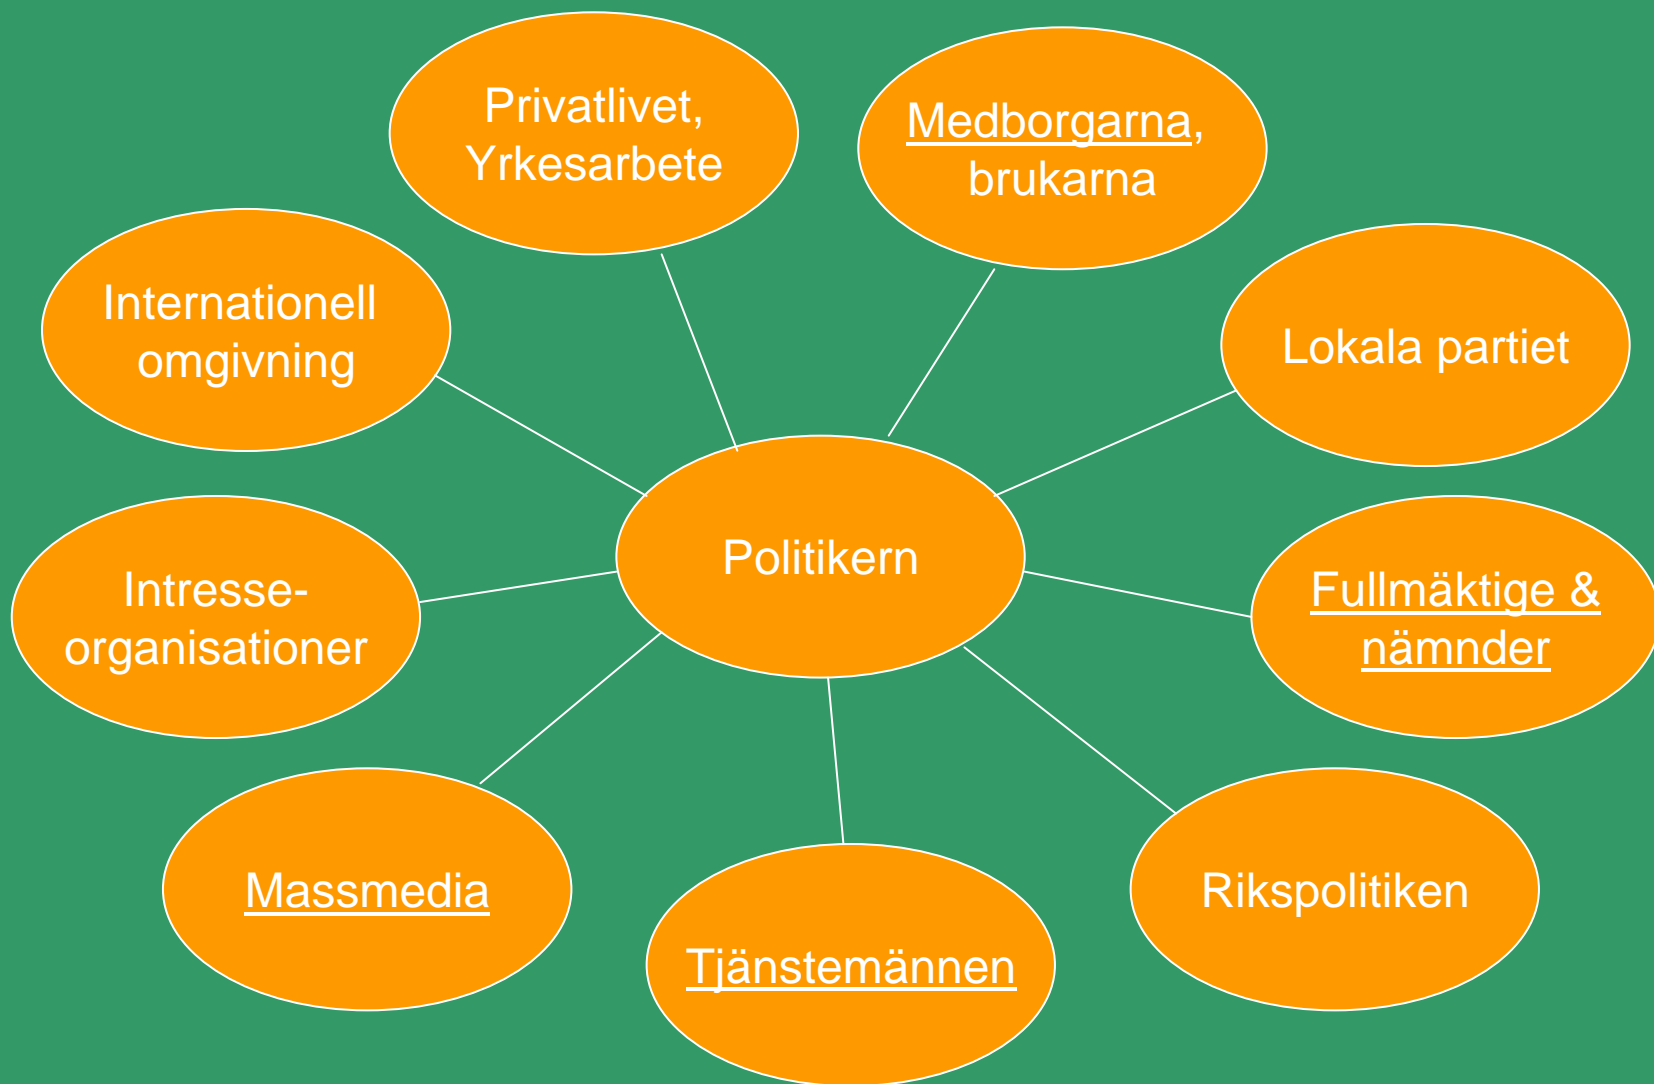 Privatlivet,
Yrkesarbete
Medborgarna,
brukarna
Internationell
omgivning
Lokala partiet
Politikern
Intresse-
organisationer
Fullmäktige &
nämnder
Massmedia
Rikspolitiken
Tjänstemännen